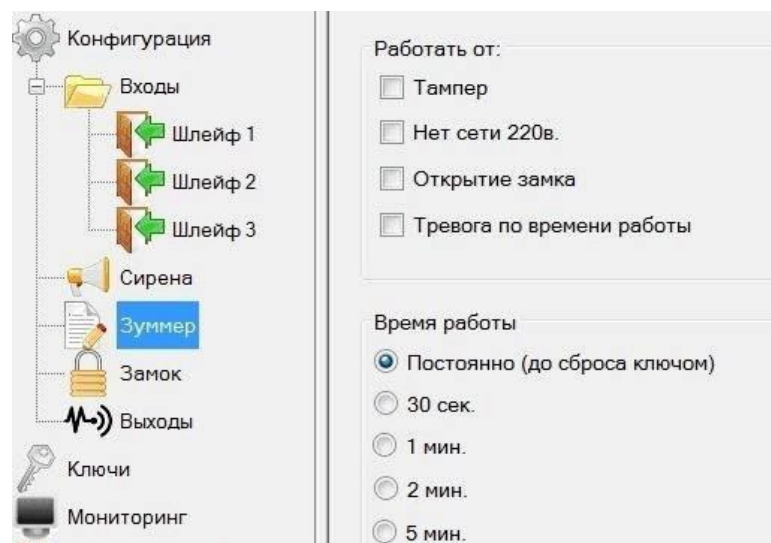 Конфигурация
Входы
Шлейф 1
Шлейф 2
Шлейф 3
Сирена
Зуммер
Замок
Выходы
Ключи
Мониторинг
Работать от:
Тампер
Нет сети 220в.
Открытие замка
Тревога по времени работы
Время работы
Постоянно (до сброса ключом)
30 сек.
1 мин.
2 мин.
5 мин.